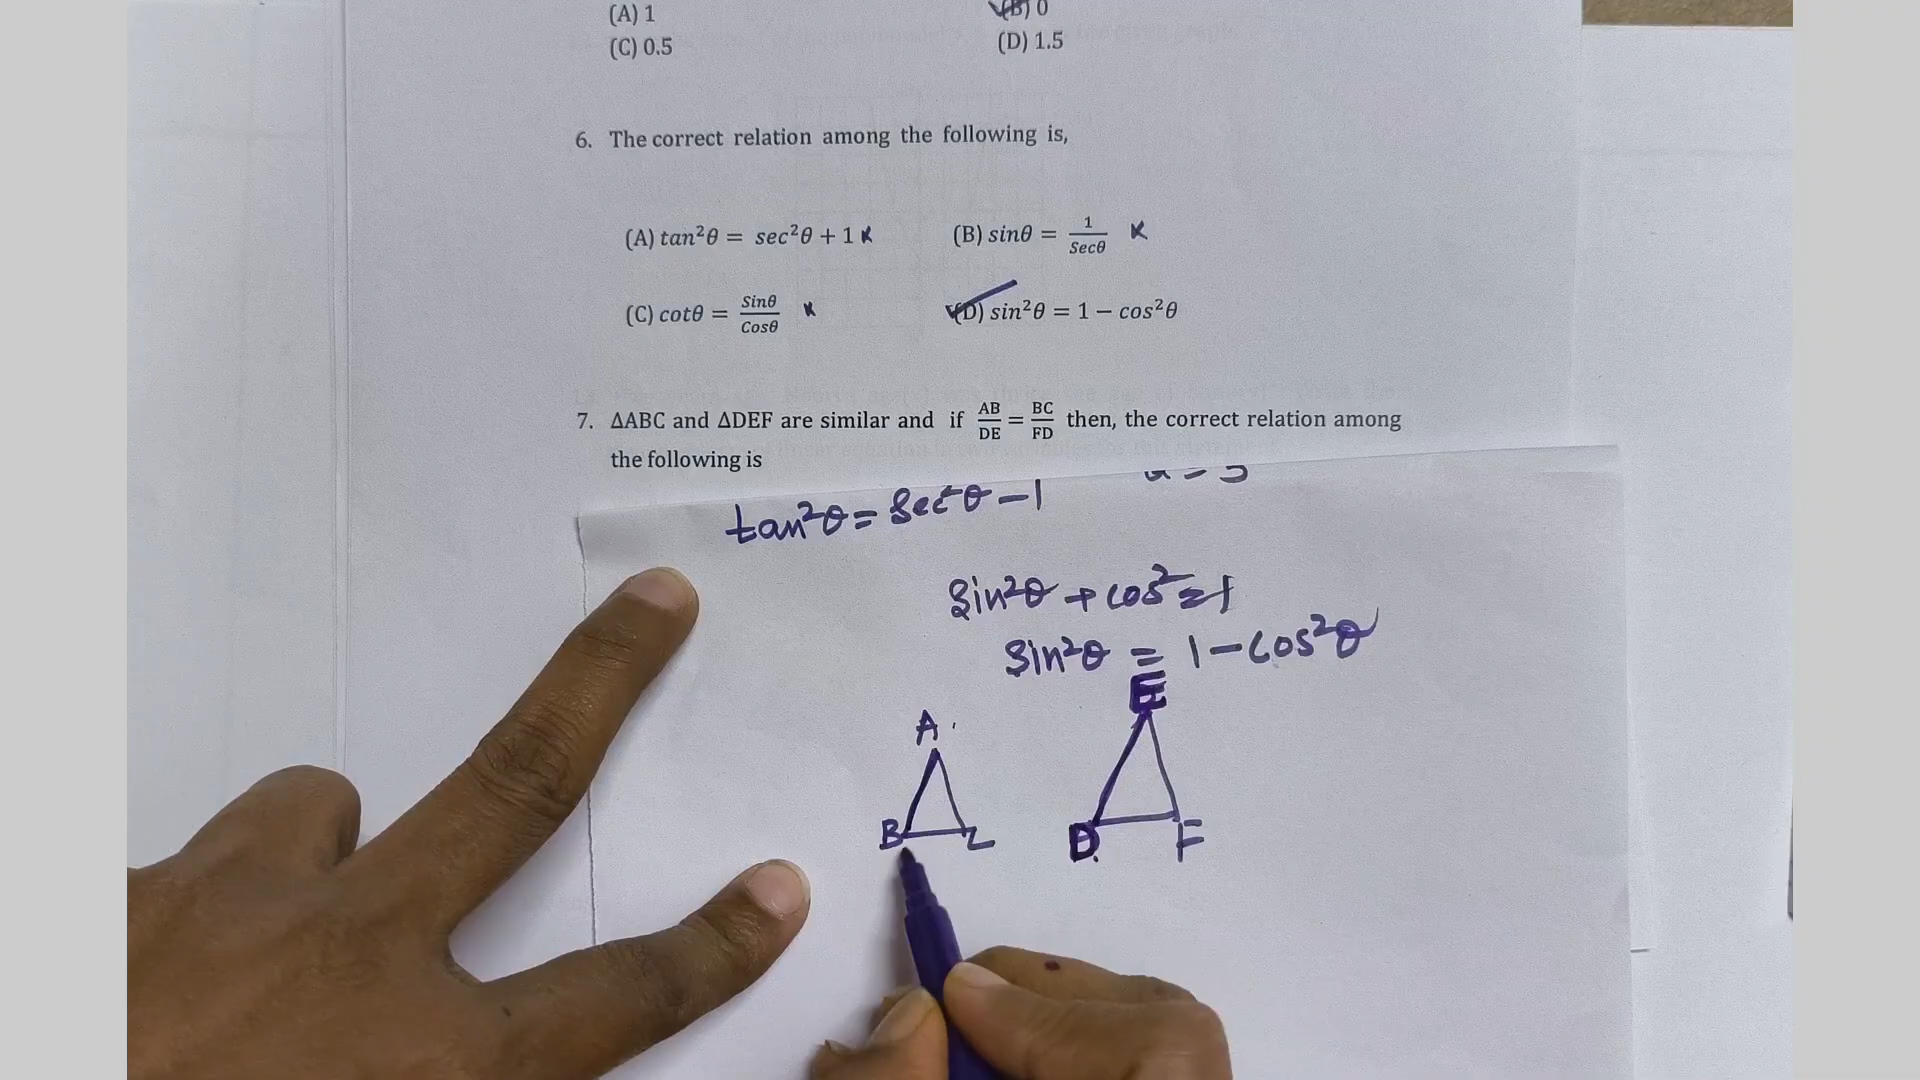 (A) 1 (B) 0
(C) 0.5 (D) 1.5
6. The correct relation among the following is,
(A) tan²θ = sec²θ + 1 × (B) sinθ = 1/Secθ ×
(C) cotθ = Sinθ/Cosθ × (D) sin²θ = 1 − cos²θ
7. ΔABC and ΔDEF are similar and if AB/DE = BC/FD then, the correct relation among
the following is
tan²θ = Sec²θ − 1
Sin²θ + cos² = 1
Sin²θ = 1 − Cos²θ
A E
B C D F